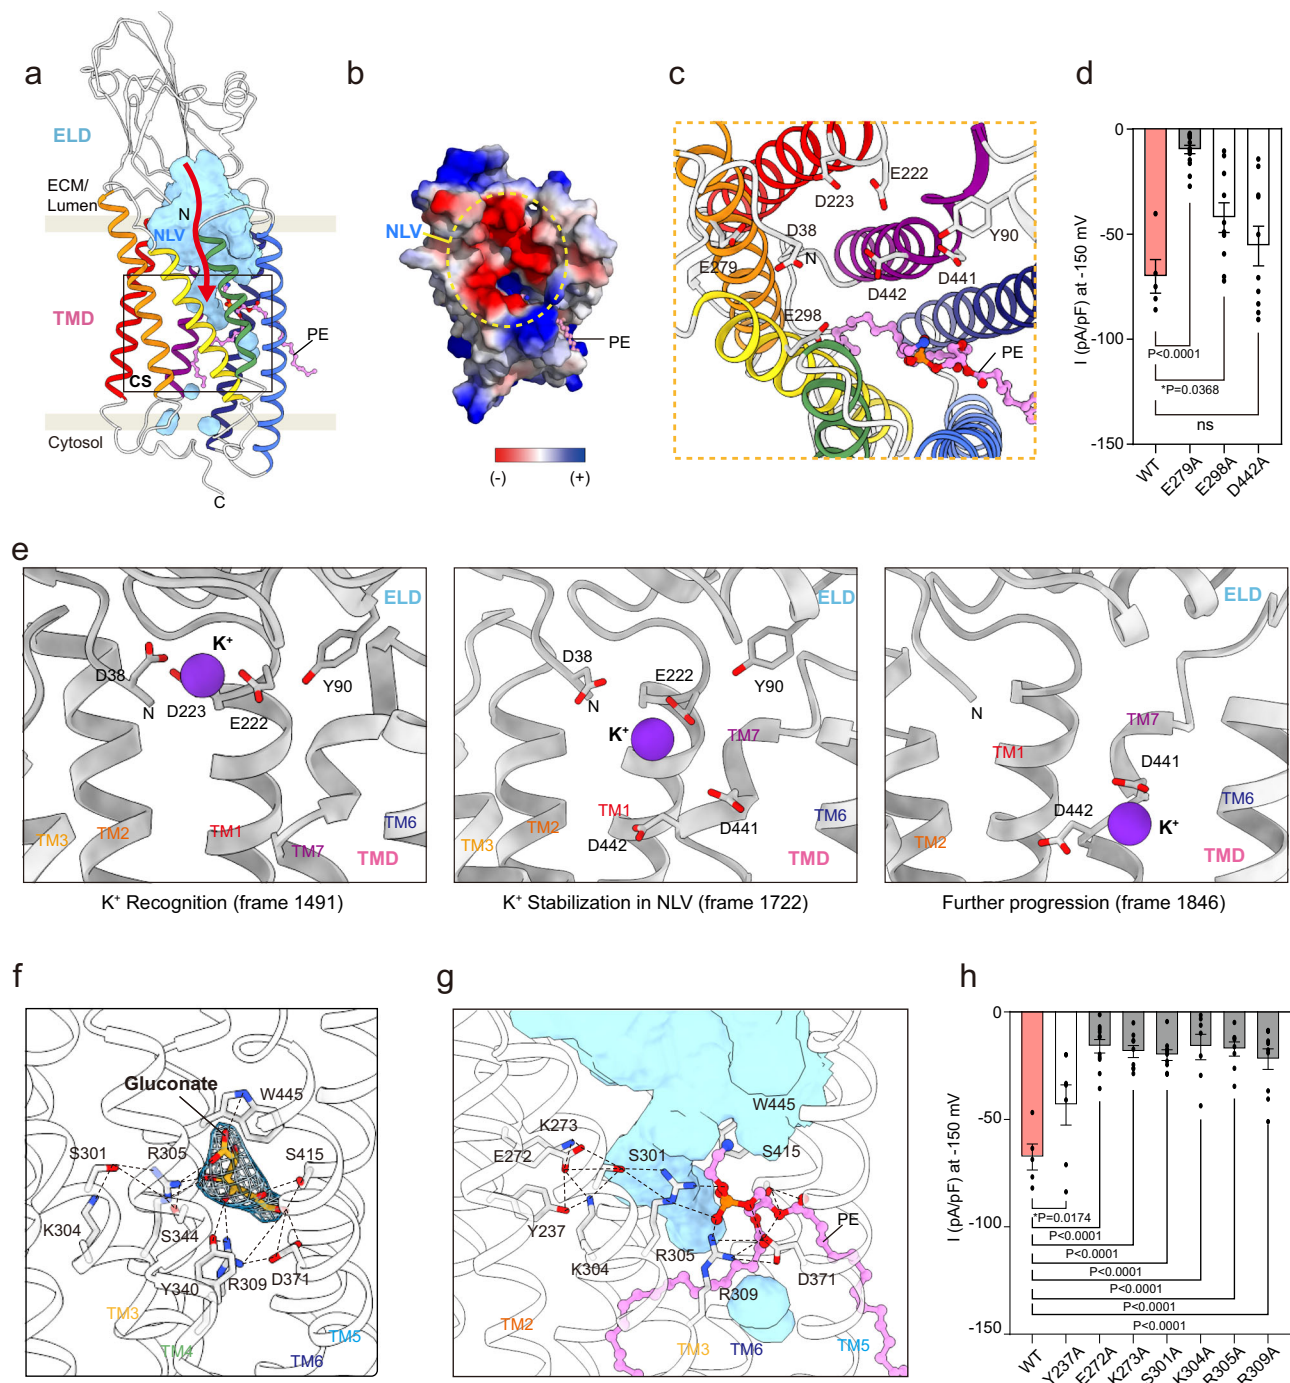 a
ELD
ECM/
Lumen
N
NLV
TMD
PE
CS
Cytosol
C
b
NLV
PE
(-)
(+)
c
E222
D223
D38
N
Y90
E279
D442
D441
E298
PE
d
I (pA/pF) at -150 mV
0
-50
-100
-150
P<0.0001
*P=0.0368
ns
WT
E279A
E298A
D442A
e
ELD
K+
D38
D223
N
E222
Y90
TM3
TM2
TM1
TM7
TM6
TMD
K+ Recognition (frame 1491)
ELD
D38
N
E222
Y90
K+
TM7
TM1
D441
D442
TM3
TM2
TM6
TMD
K+ Stabilization in NLV (frame 1722)
ELD
N
TM7
TM1
D441
TM6
D442
K+
TM2
TMD
Further progression (frame 1846)
f
Gluconate
W445
S301
R305
S415
K304
S344
Y340
R309
D371
TM3
TM4
TM5
TM6
g
W445
K273
E272
S301
S415
Y237
PE
K304
R305
D371
R309
TM2
TM3
TM6
TM5
h
I (pA/pF) at -150 mV
0
-50
-100
-150
*P=0.0174
P<0.0001
P<0.0001
P<0.0001
P<0.0001
P<0.0001
P<0.0001
WT
Y237A
E272A
K273A
S301A
K304A
R305A
R309A